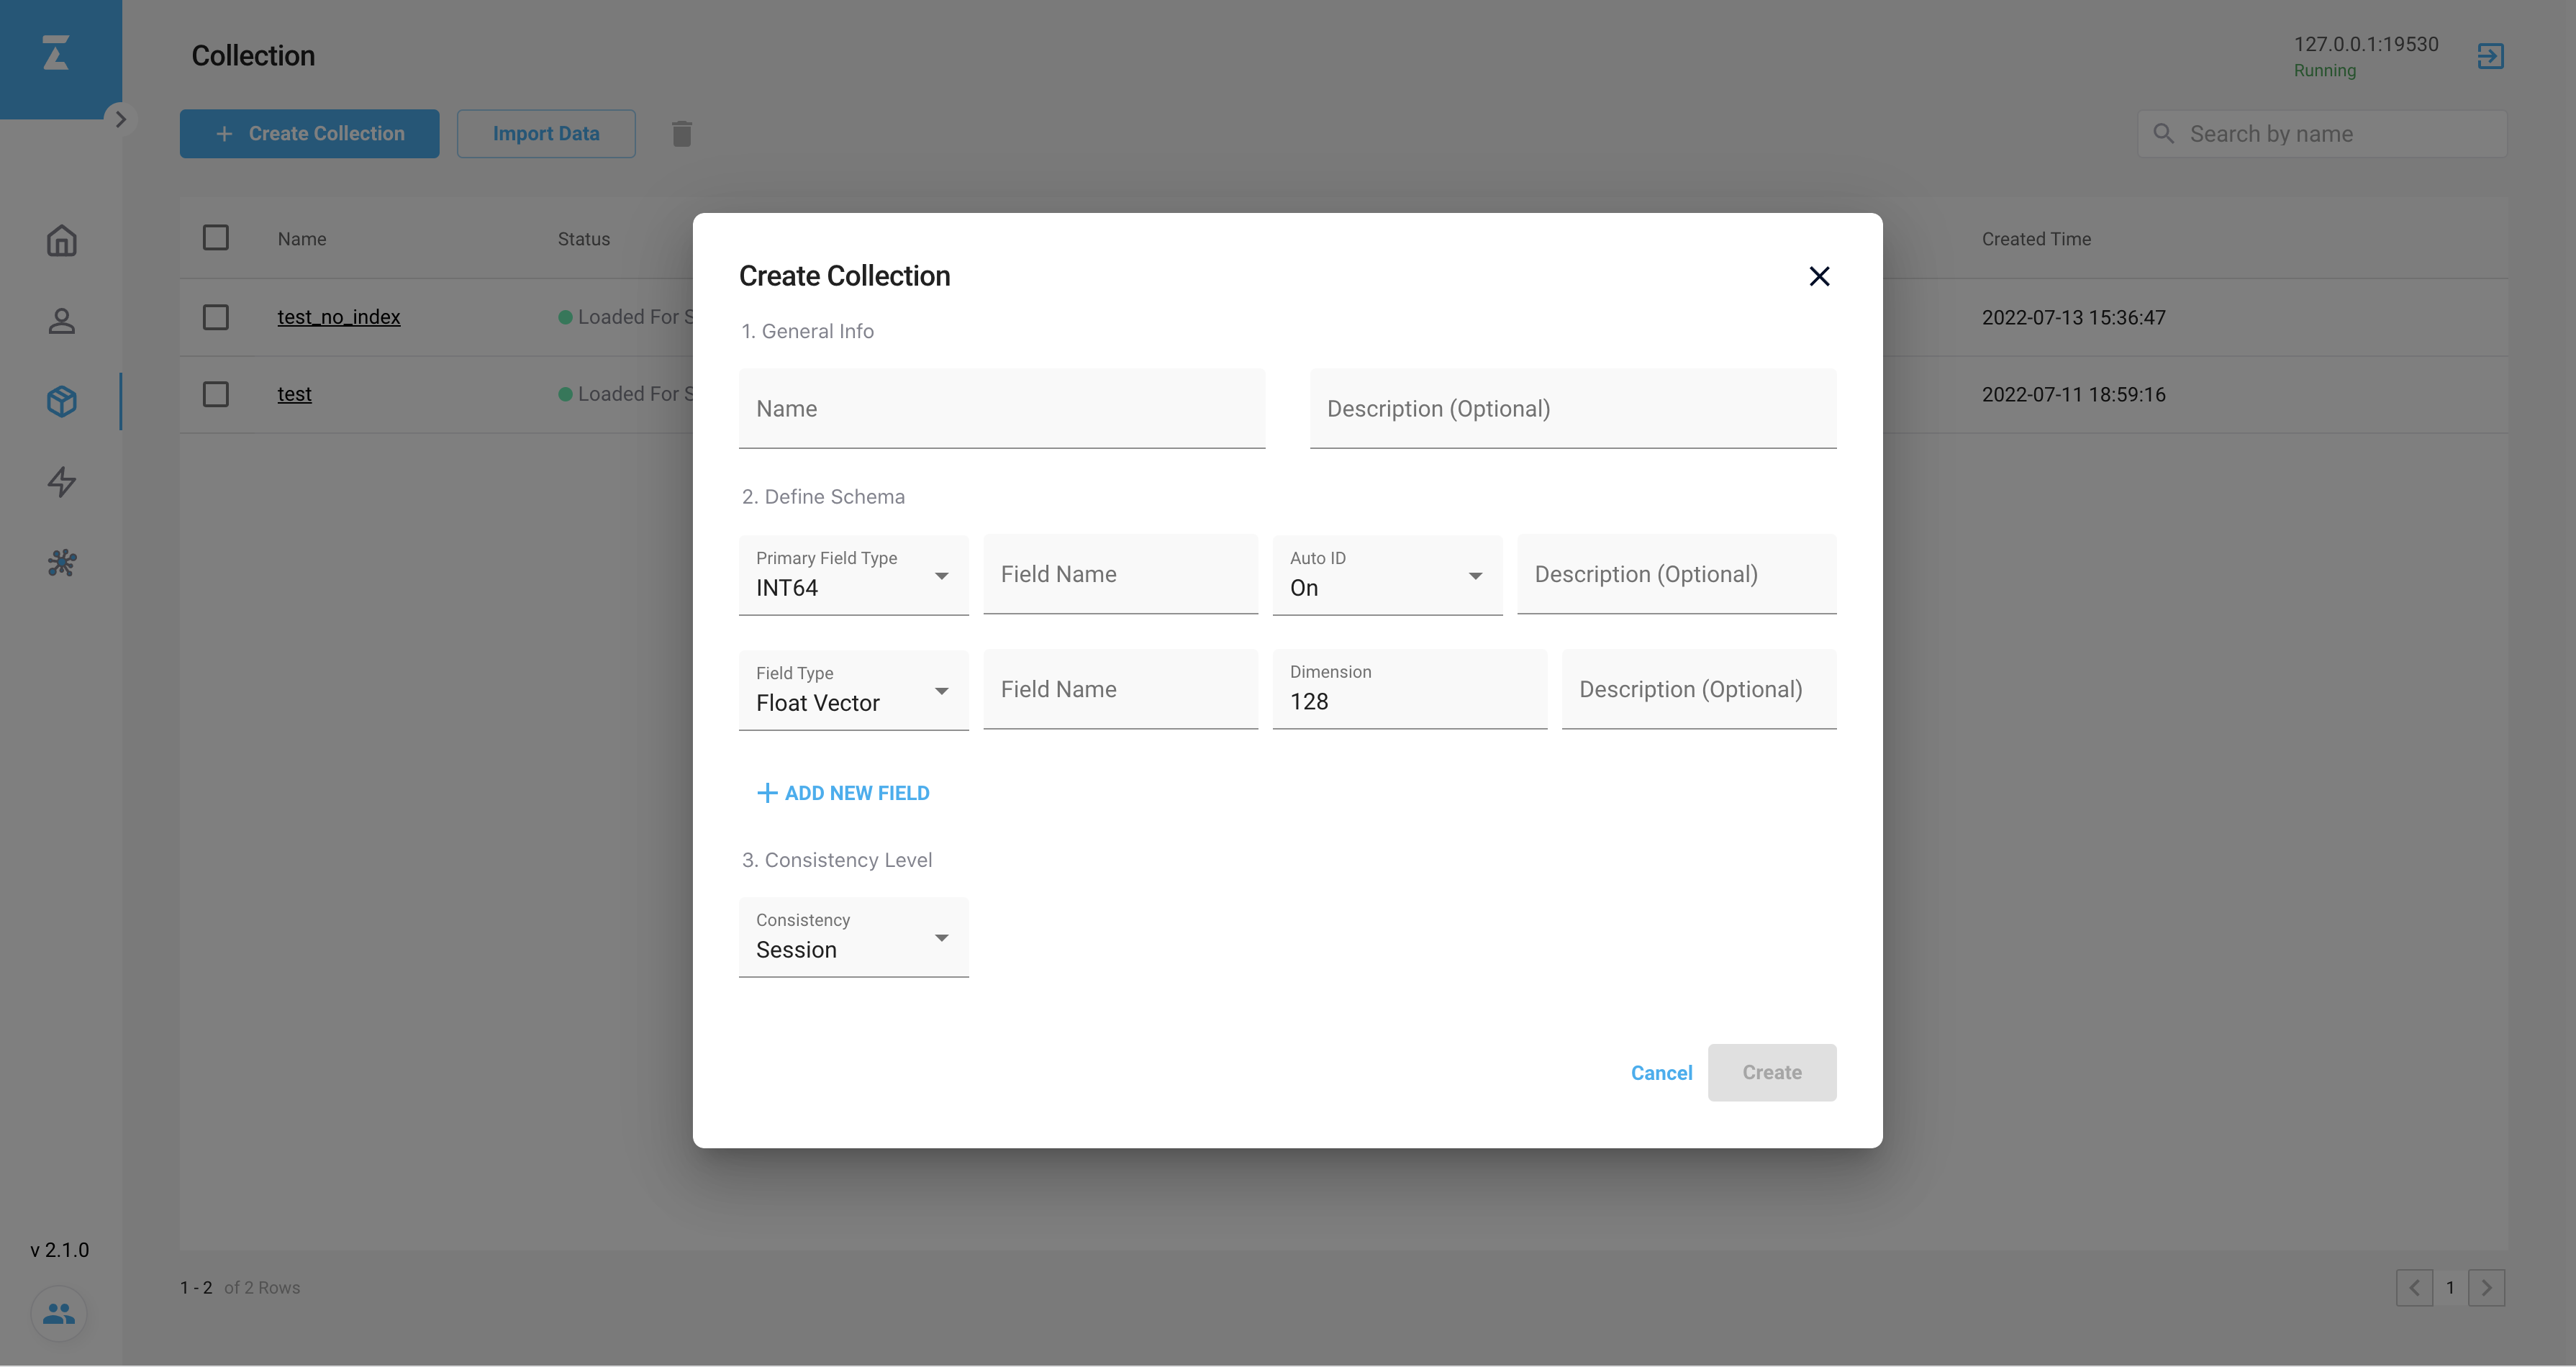 Collection
127.0.0.1:19530
Running
Create Collection
Import Data
Search by name
Name
Status
Created Time
test_no_index
Loaded For S
2022-07-13 15:36:47
test
Loaded For S
2022-07-11 18:59:16
Create Collection
1. General Info
Name
Description (Optional)
2. Define Schema
Primary Field Type
INT64
Field Name
Auto ID
On
Description (Optional)
Field Type
Float Vector
Field Name
Dimension
128
Description (Optional)
ADD NEW FIELD
3. Consistency Level
Consistency
Session
Cancel
Create
v 2.1.0
1 - 2 of 2 Rows
1